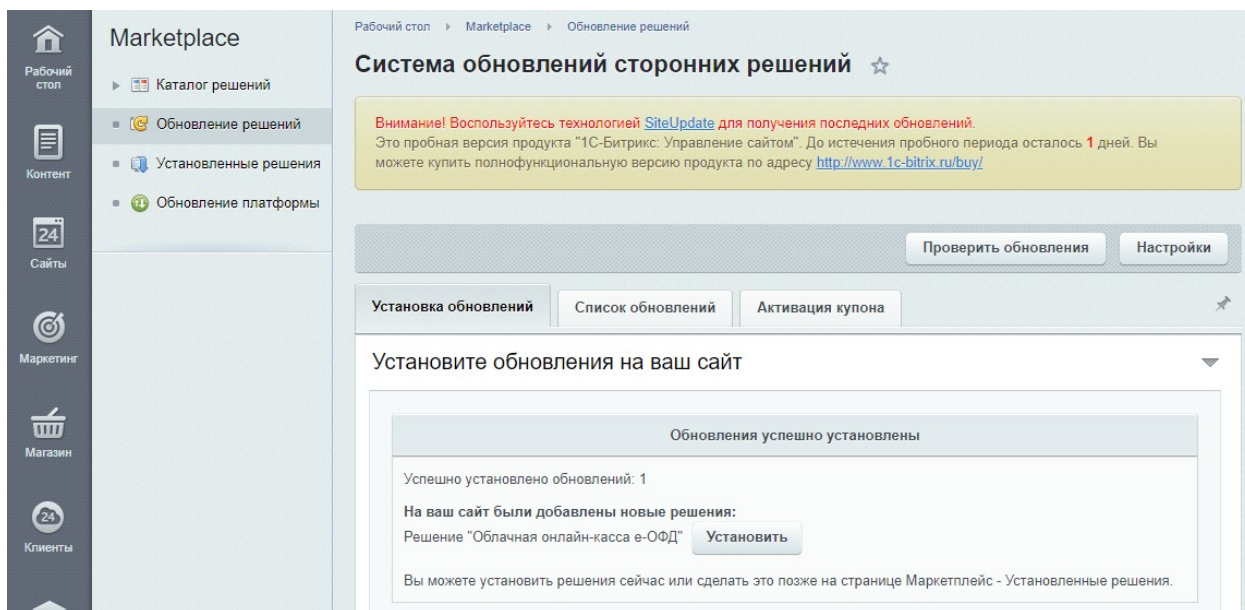 Рабочий стол
Контент
24
Сайты
Маркетинг
Магазин
24
Клиенты
Marketplace
Каталог решений
Обновление решений
Установленные решения
Обновление платформы
Рабочий стол Marketplace Обновление решений
Система обновлений сторонних решений
Внимание! Воспользуйтесь технологией SiteUpdate для получения последних обновлений.
Это пробная версия продукта "1С-Битрикс: Управление сайтом". До истечения пробного периода осталось 1 дней. Вы
можете купить полнофункциональную версию продукта по адресу http://www.1c-bitrix.ru/buy/
Проверить обновления Настройки
Установка обновлений Список обновлений Активация купона
Установите обновления на ваш сайт
Обновления успешно установлены
Успешно установлено обновлений: 1
На ваш сайт были добавлены новые решения:
Решение "Облачная онлайн-касса е-ОФД" Установить
Вы можете установить решения сейчас или сделать это позже на странице Маркетплейс - Установленные решения.